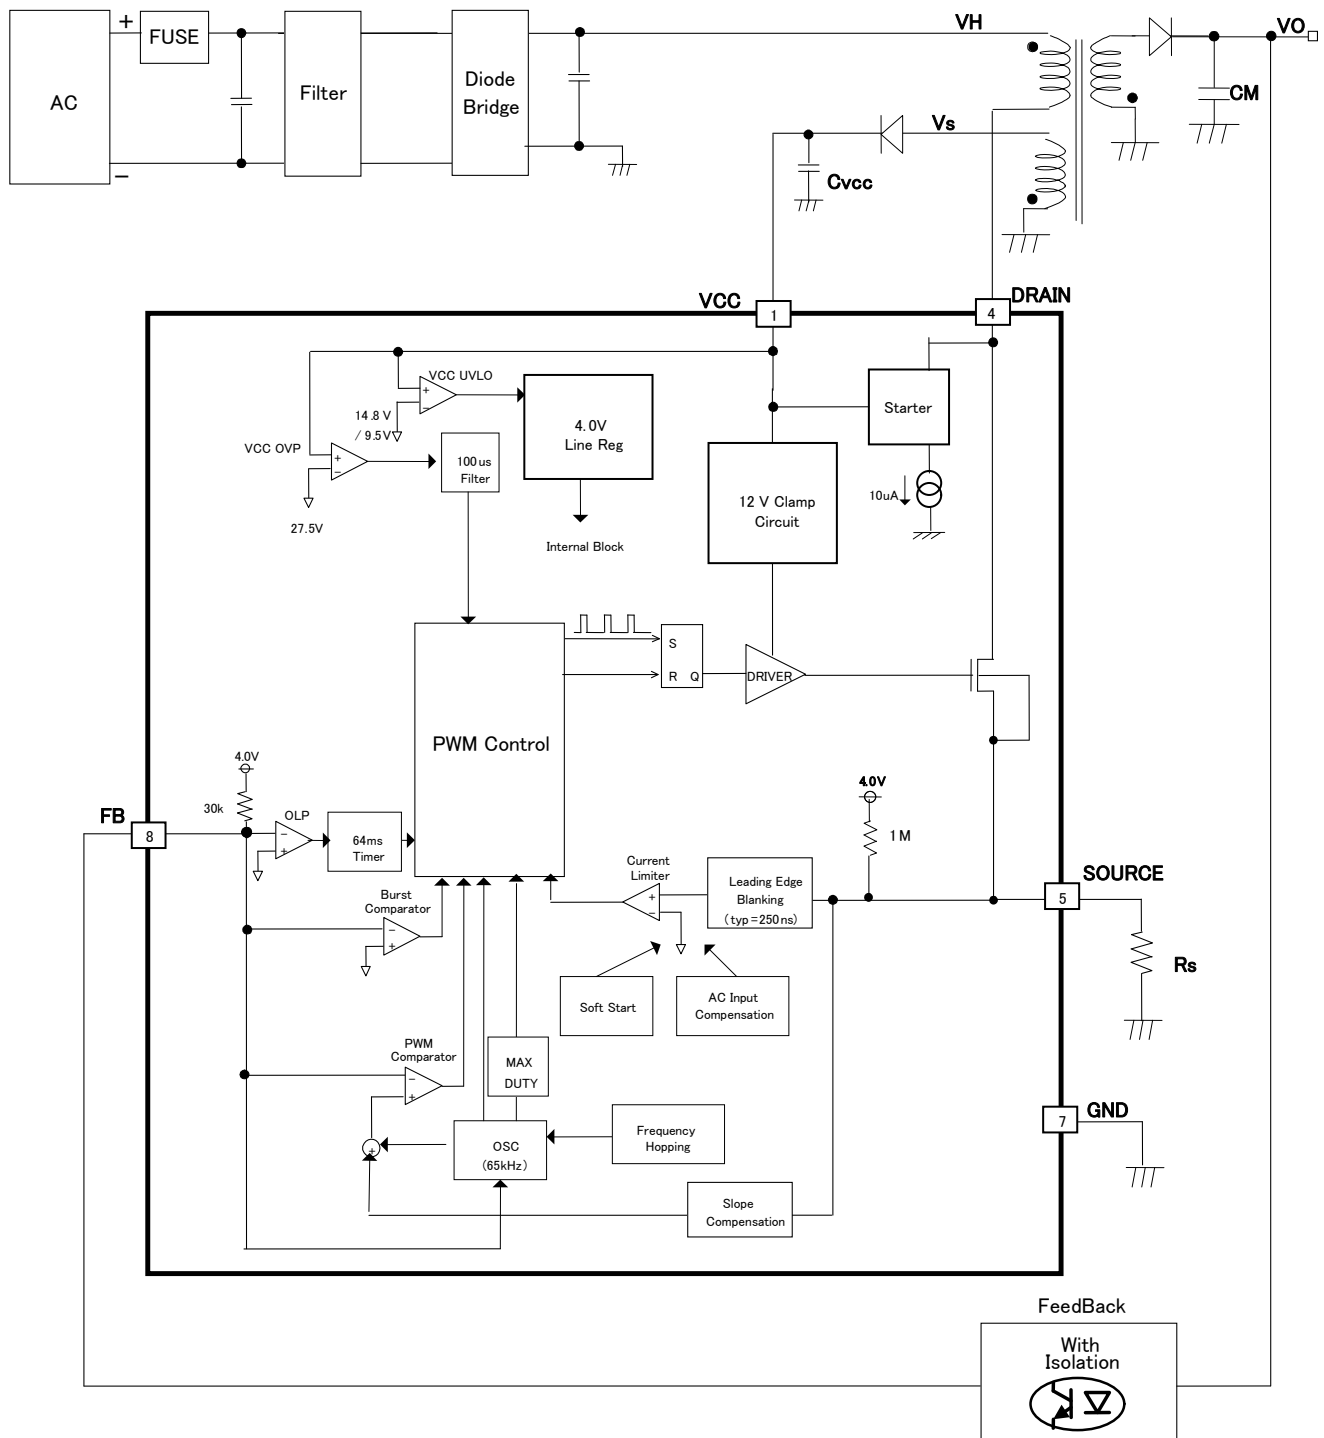 VH
VO
+
FUSE
AC
Filter
Diode
Bridge
CM
Vs
Cvcc
−
VCC
DRAIN
1
4
VCC UVLO
+
−
14.8 V
/ 9.5V
4.0V
Line Reg
Starter
VCC OVP
+
−
100us
Filter
27.5V
12 V Clamp
Circuit
10uA
Internal Block
S
R Q
DRIVER
PWM Control
4.0V
30k
OLP
−
+
64ms
Timer
FB
8
4.0V
1M
Current
Limiter
+
−
Leading Edge
Blanking
(typ=250ns)
SOURCE
5
Burst
Comparator
−
+
Rs
Soft Start
AC Input
Compensation
PWM
Comparator
−
+
MAX
DUTY
GND
7
+
OSC
(65kHz)
Frequency
Hopping
Slope
Compensation
FeedBack
With
Isolation